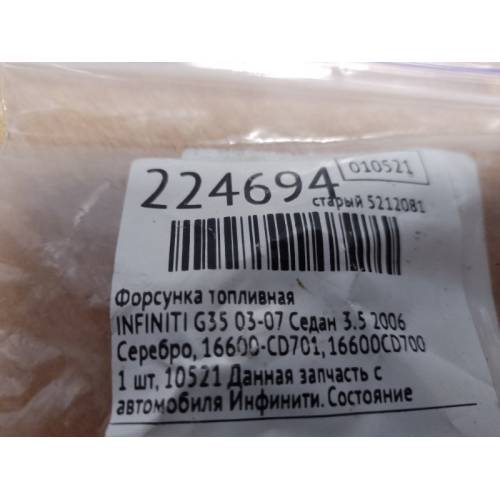 224694
010521
старый 5212081
Форсунка топливная
INFINITI G35 03-07 Седан 3.5 2006
Серебро, 16600-CD701, 16600CD700
1 шт, 10521 Данная запчасть с
автомобиля Инфинити. Состояние